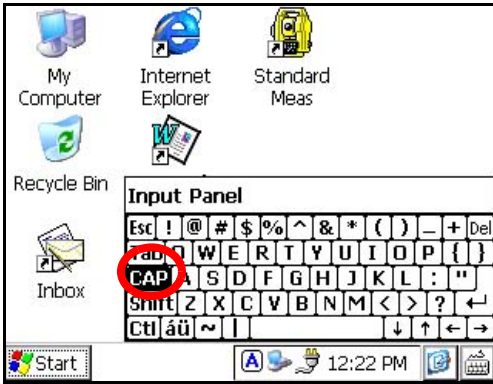 My
Computer
Internet
Explorer
Standard
Meas
Recycle Bin
Inbox
Input Panel
Esc ! @ # $ % ^ & * ( ) _ + Del
Tab Q W E R T Y U I O P { }
CAP A S D F G H J K L : "
Shift Z X C V B N M < > ? ↵
Ctl áü ~ | ↓ ↑ ← →
Start
A
12:22 PM